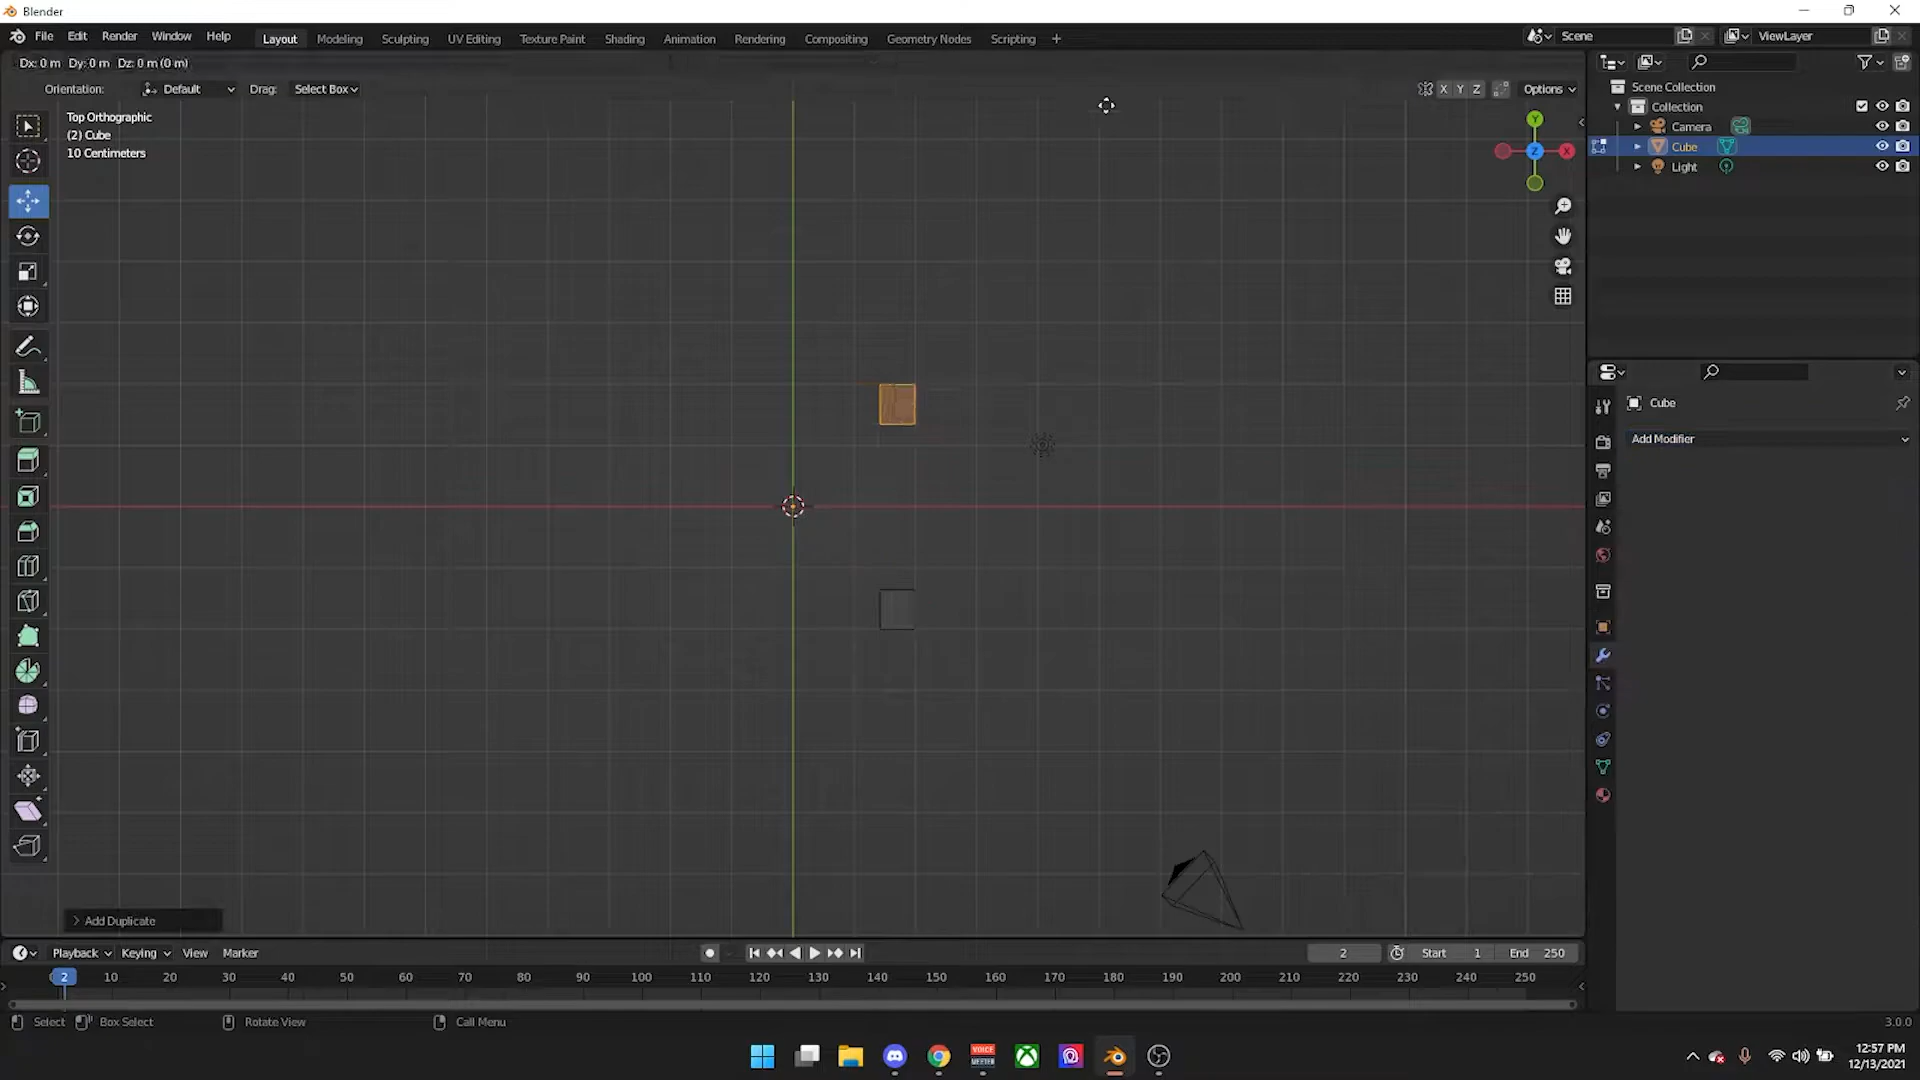 Blender
File Edit Render Window Help Layout Modeling Sculpting UV Editing Texture Paint Shading Animation Rendering Compositing Geometry Nodes Scripting + Scene ViewLayer
Dx: 0 m Dy: 0 m Dz: 0 m (0 m)
Orientation: Default Drag: Select Box X Y Z Options
Top Orthographic
(2) Cube
10 Centimeters
Y
Z
X
Scene Collection
Collection
Camera
Cube
Light
Cube
Add Modifier
Add Duplicate
Playback Keying View Marker 2 Start 1 End 250
2 10 20 30 40 50 60 70 80 90 100 110 120 130 140 150 160 170 180 190 200 210 220 230 240 250
Select Box Select Rotate View Call Menu 3.0.0
VOICE
MEETER
12:57 PM
12/13/2021